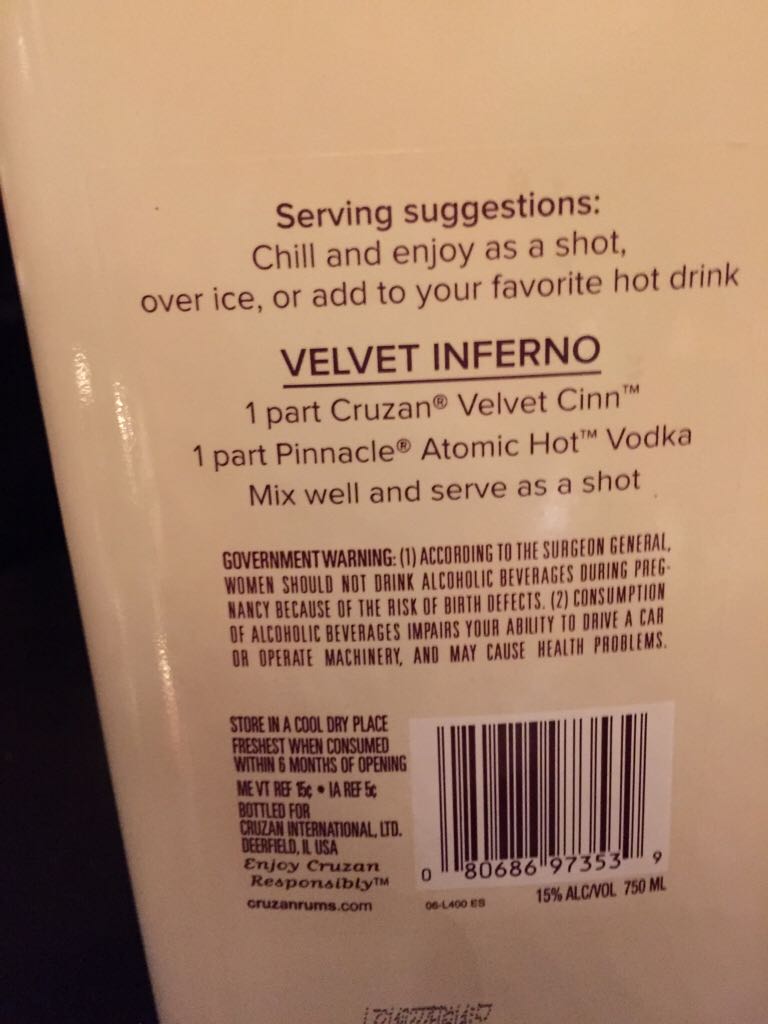 Serving suggestions:
Chill and enjoy as a shot,
over ice, or add to your favorite hot drink
VELVET INFERNO
1 part Cruzan® Velvet Cinn™
1 part Pinnacle® Atomic Hot™ Vodka
Mix well and serve as a shot
GOVERNMENT WARNING: (1) ACCORDING TO THE SURGEON GENERAL,
WOMEN SHOULD NOT DRINK ALCOHOLIC BEVERAGES DURING PREG-
NANCY BECAUSE OF THE RISK OF BIRTH DEFECTS. (2) CONSUMPTION
OF ALCOHOLIC BEVERAGES IMPAIRS YOUR ABILITY TO DRIVE A CAR
OR OPERATE MACHINERY, AND MAY CAUSE HEALTH PROBLEMS.
STORE IN A COOL DRY PLACE
FRESHEST WHEN CONSUMED
WITHIN 6 MONTHS OF OPENING
ME VT REF 15¢ • IA REF 5¢
BOTTLED FOR
CRUZAN INTERNATIONAL, LTD.
DEERFIELD, IL USA
Enjoy Cruzan
Responsibly™
cruzanrums.com
0 80686 97353 9
06-L400 ES
15% ALC/VOL 750 ML